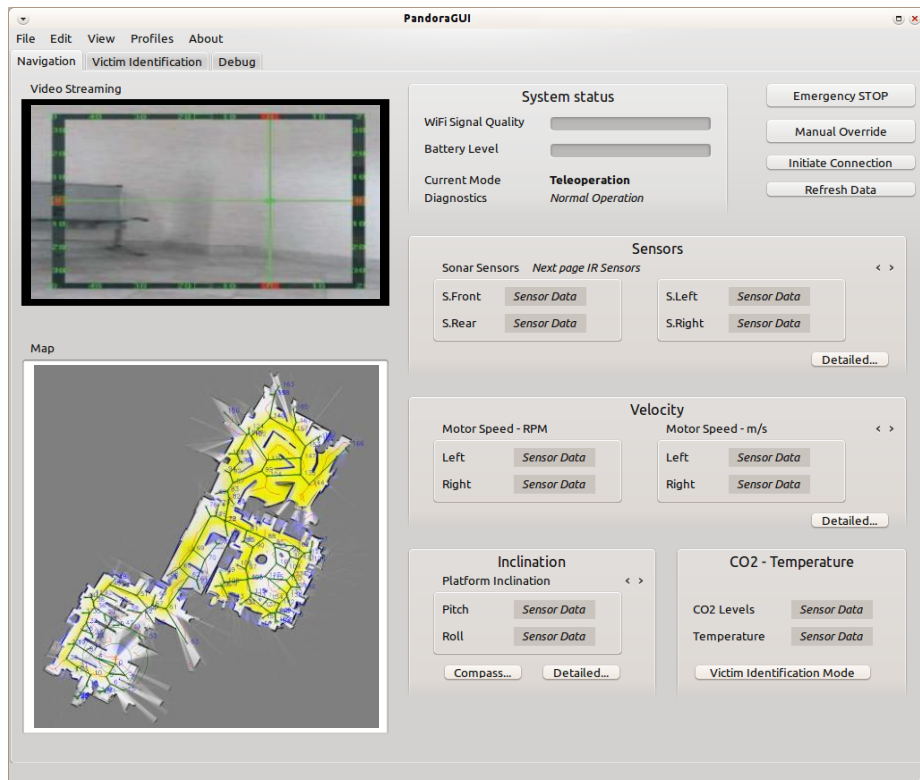 PandoraGUI
File Edit View Profiles About
Navigation Victim Identification Debug
Video Streaming
Map
System status
WiFi Signal Quality
Battery Level
Current Mode Teleoperation
Diagnostics Normal Operation
Emergency STOP
Manual Override
Initiate Connection
Refresh Data
Sensors
Sonar Sensors Next page IR Sensors < >
S.Front Sensor Data S.Left Sensor Data
S.Rear Sensor Data S.Right Sensor Data
Detailed...
Velocity
Motor Speed - RPM Motor Speed - m/s < >
Left Sensor Data Left Sensor Data
Right Sensor Data Right Sensor Data
Detailed...
Inclination
Platform Inclination < >
Pitch Sensor Data
Roll Sensor Data
Compass... Detailed...
CO2 - Temperature
CO2 Levels Sensor Data
Temperature Sensor Data
Victim Identification Mode